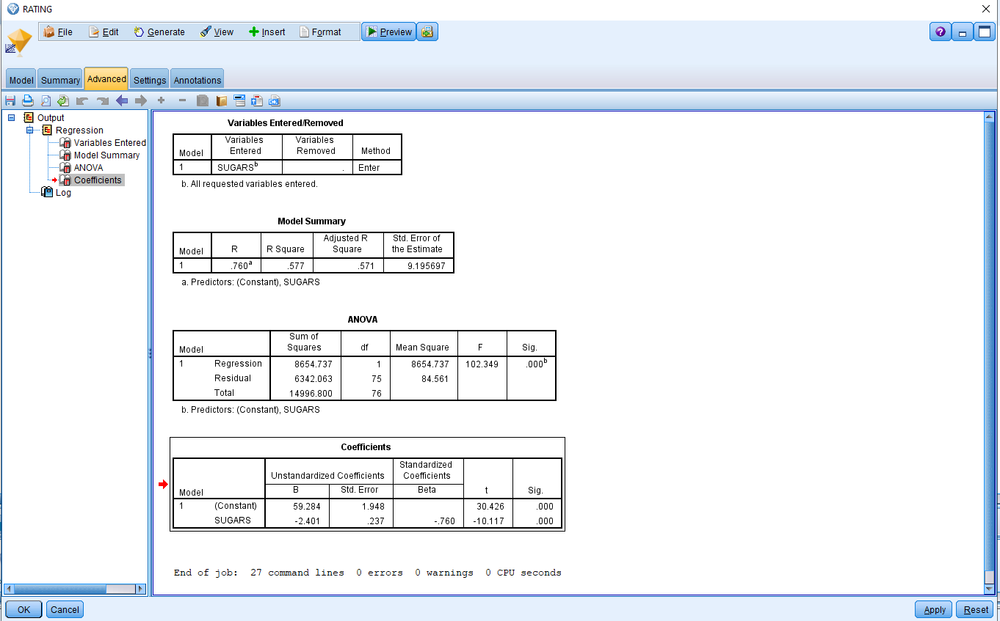 RATING
File Edit Generate View Insert Format Preview
Model Summary Advanced Settings Annotations
Output
Regression
Variables Entered
Model Summary
ANOVA
Coefficients
Log
Variables Entered/Removed
Model Variables Entered Variables Removed Method
1 SUGARSb . Enter
b. All requested variables entered.
Model Summary
Model R R Square Adjusted R Square Std. Error of the Estimate
1 .760a .577 .571 9.195697
a. Predictors: (Constant), SUGARS
ANOVA
Model Sum of Squares df Mean Square F Sig.
1 Regression 8654.737 1 8654.737 102.349 .000b
Residual 6342.063 75 84.561
Total 14996.800 76
b. Predictors: (Constant), SUGARS
Coefficients
Model Unstandardized Coefficients Standardized Coefficients t Sig.
B Std. Error Beta
1 (Constant) 59.284 1.948 30.426 .000
SUGARS -2.401 .237 -.760 -10.117 .000
End of job: 27 command lines 0 errors 0 warnings 0 CPU seconds
OK Cancel Apply Reset